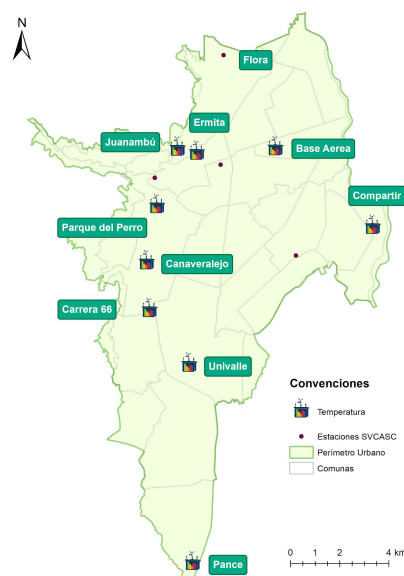 N
Flora
Ermita
Juanambú
Base Aerea
Compartir
Parque del Perro
Canaveralejo
Carrera 66
Univalle
Convenciones
Temperatura
Estaciones SVCASC
Perímetro Urbano
Comunas
Pance
0 1 2 4 km